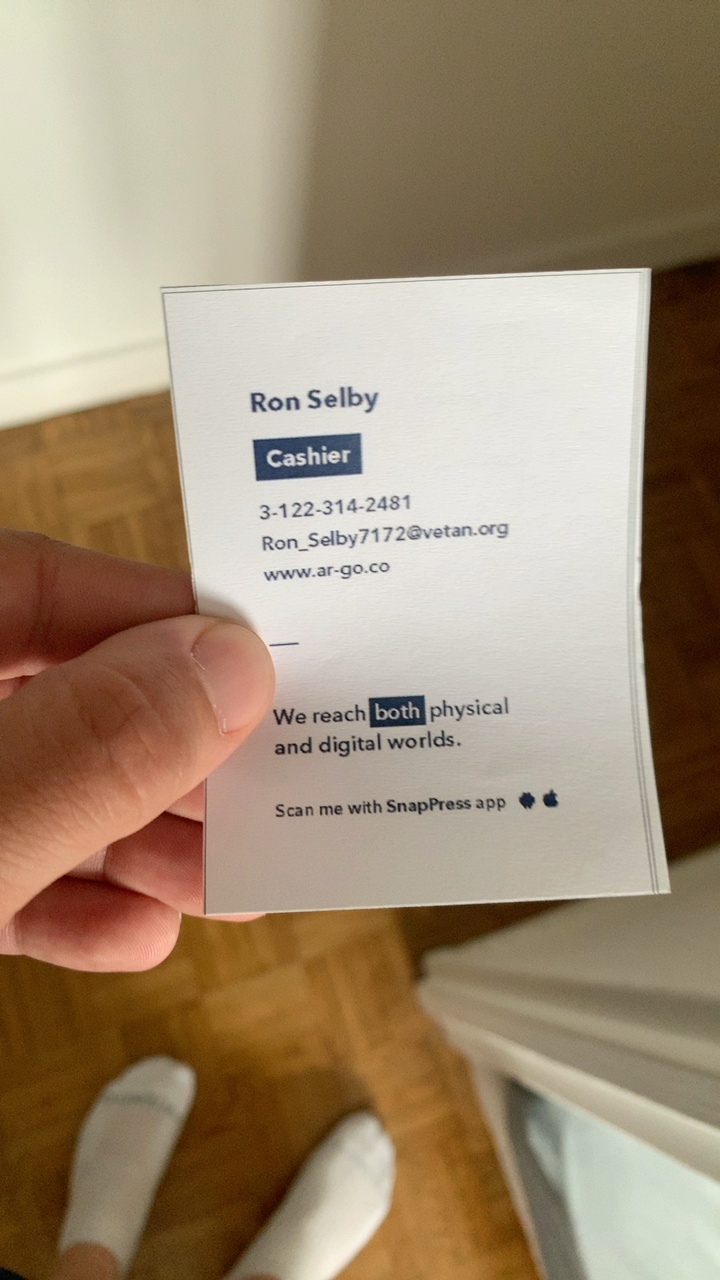 Ron Selby
Cashier
3-122-314-2481
Ron_Selby7172@vetan.org
www.ar-go.co
We reach both physical
and digital worlds.
Scan me with SnapPress app